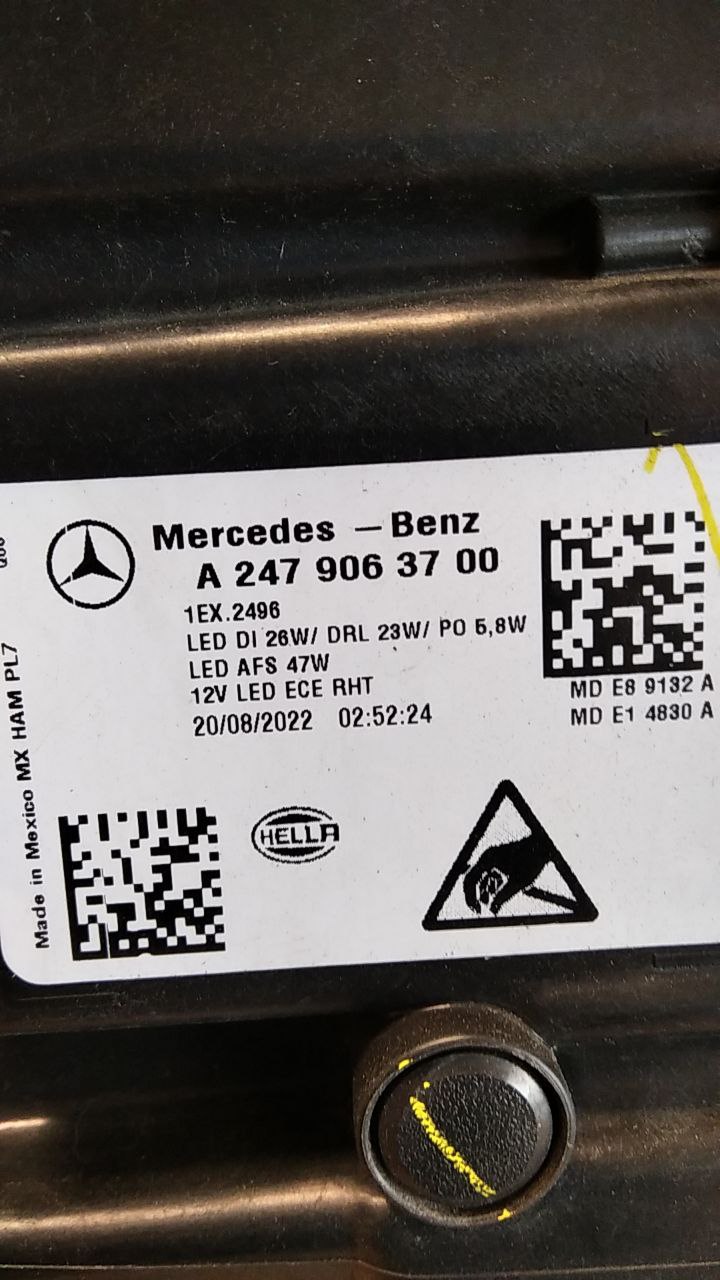 Mercedes – Benz
A 247 906 37 00
1EX.2496
LED DI 26W/ DRL 23W/ PO 5,8W
LED AFS 47W
12V LED ECE RHT
20/08/2022 02:52:24
MD E8 9132 A
MD E1 4830 A
HELLA
Made in Mexico MX HAM PL7